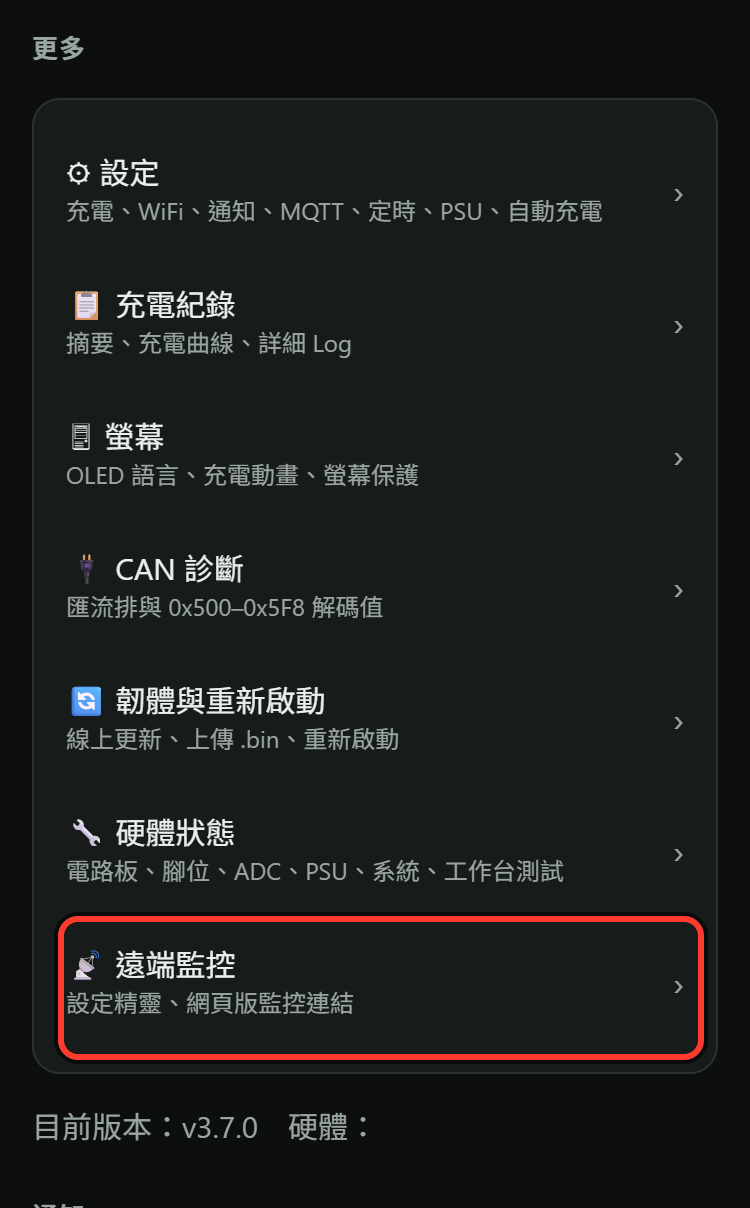 更多
設定
充電、WiFi、通知、MQTT、定時、PSU、自動充電
充電紀錄
摘要、充電曲線、詳細 Log
螢幕
OLED 語言、充電動畫、螢幕保護
CAN 診斷
匯流排與 0x500–0x5F8 解碼值
韌體與重新啟動
線上更新、上傳 .bin、重新啟動
硬體狀態
電路板、腳位、ADC、PSU、系統、工作台測試
遠端監控
設定精靈、網頁版監控連結
目前版本：v3.7.0　硬體：